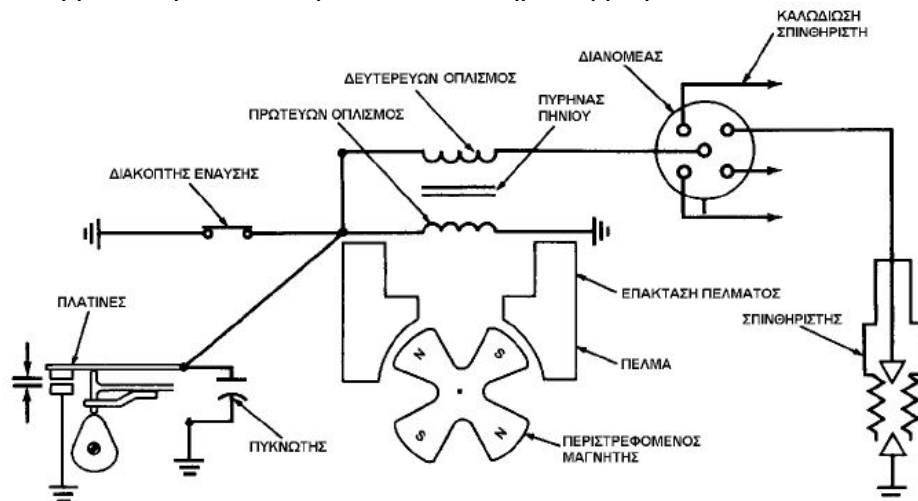 ΚΑΛΩΔΙΩΣΗ
ΣΠΙΝΘΗΡΙΣΤΗ
ΔΙΑΝΟΜΕΑΣ
ΔΕΥΤΕΡΕΥΩΝ ΟΠΛΙΣΜΟΣ
ΠΥΡΗΝΑΣ
ΠΗΝΙΟΥ
ΠΡΩΤΕΥΩΝ ΟΠΛΙΣΜΟΣ
ΔΙΑΚΟΠΤΗΣ ΕΝΑΥΣΗΣ
ΠΛΑΤΙΝΕΣ
ΕΠΑΚΤΑΣΗ ΠΕΛΜΑΤΟΣ
ΣΠΙΝΘΗΡΙΣΤΗΣ
ΠΕΛΜΑ
N
S
S
N
ΠΥΚΝΩΤΗΣ
ΠΕΡΙΣΤΡΕΦΟΜΕΝΟΣ
ΜΑΓΝΗΤΗΣ